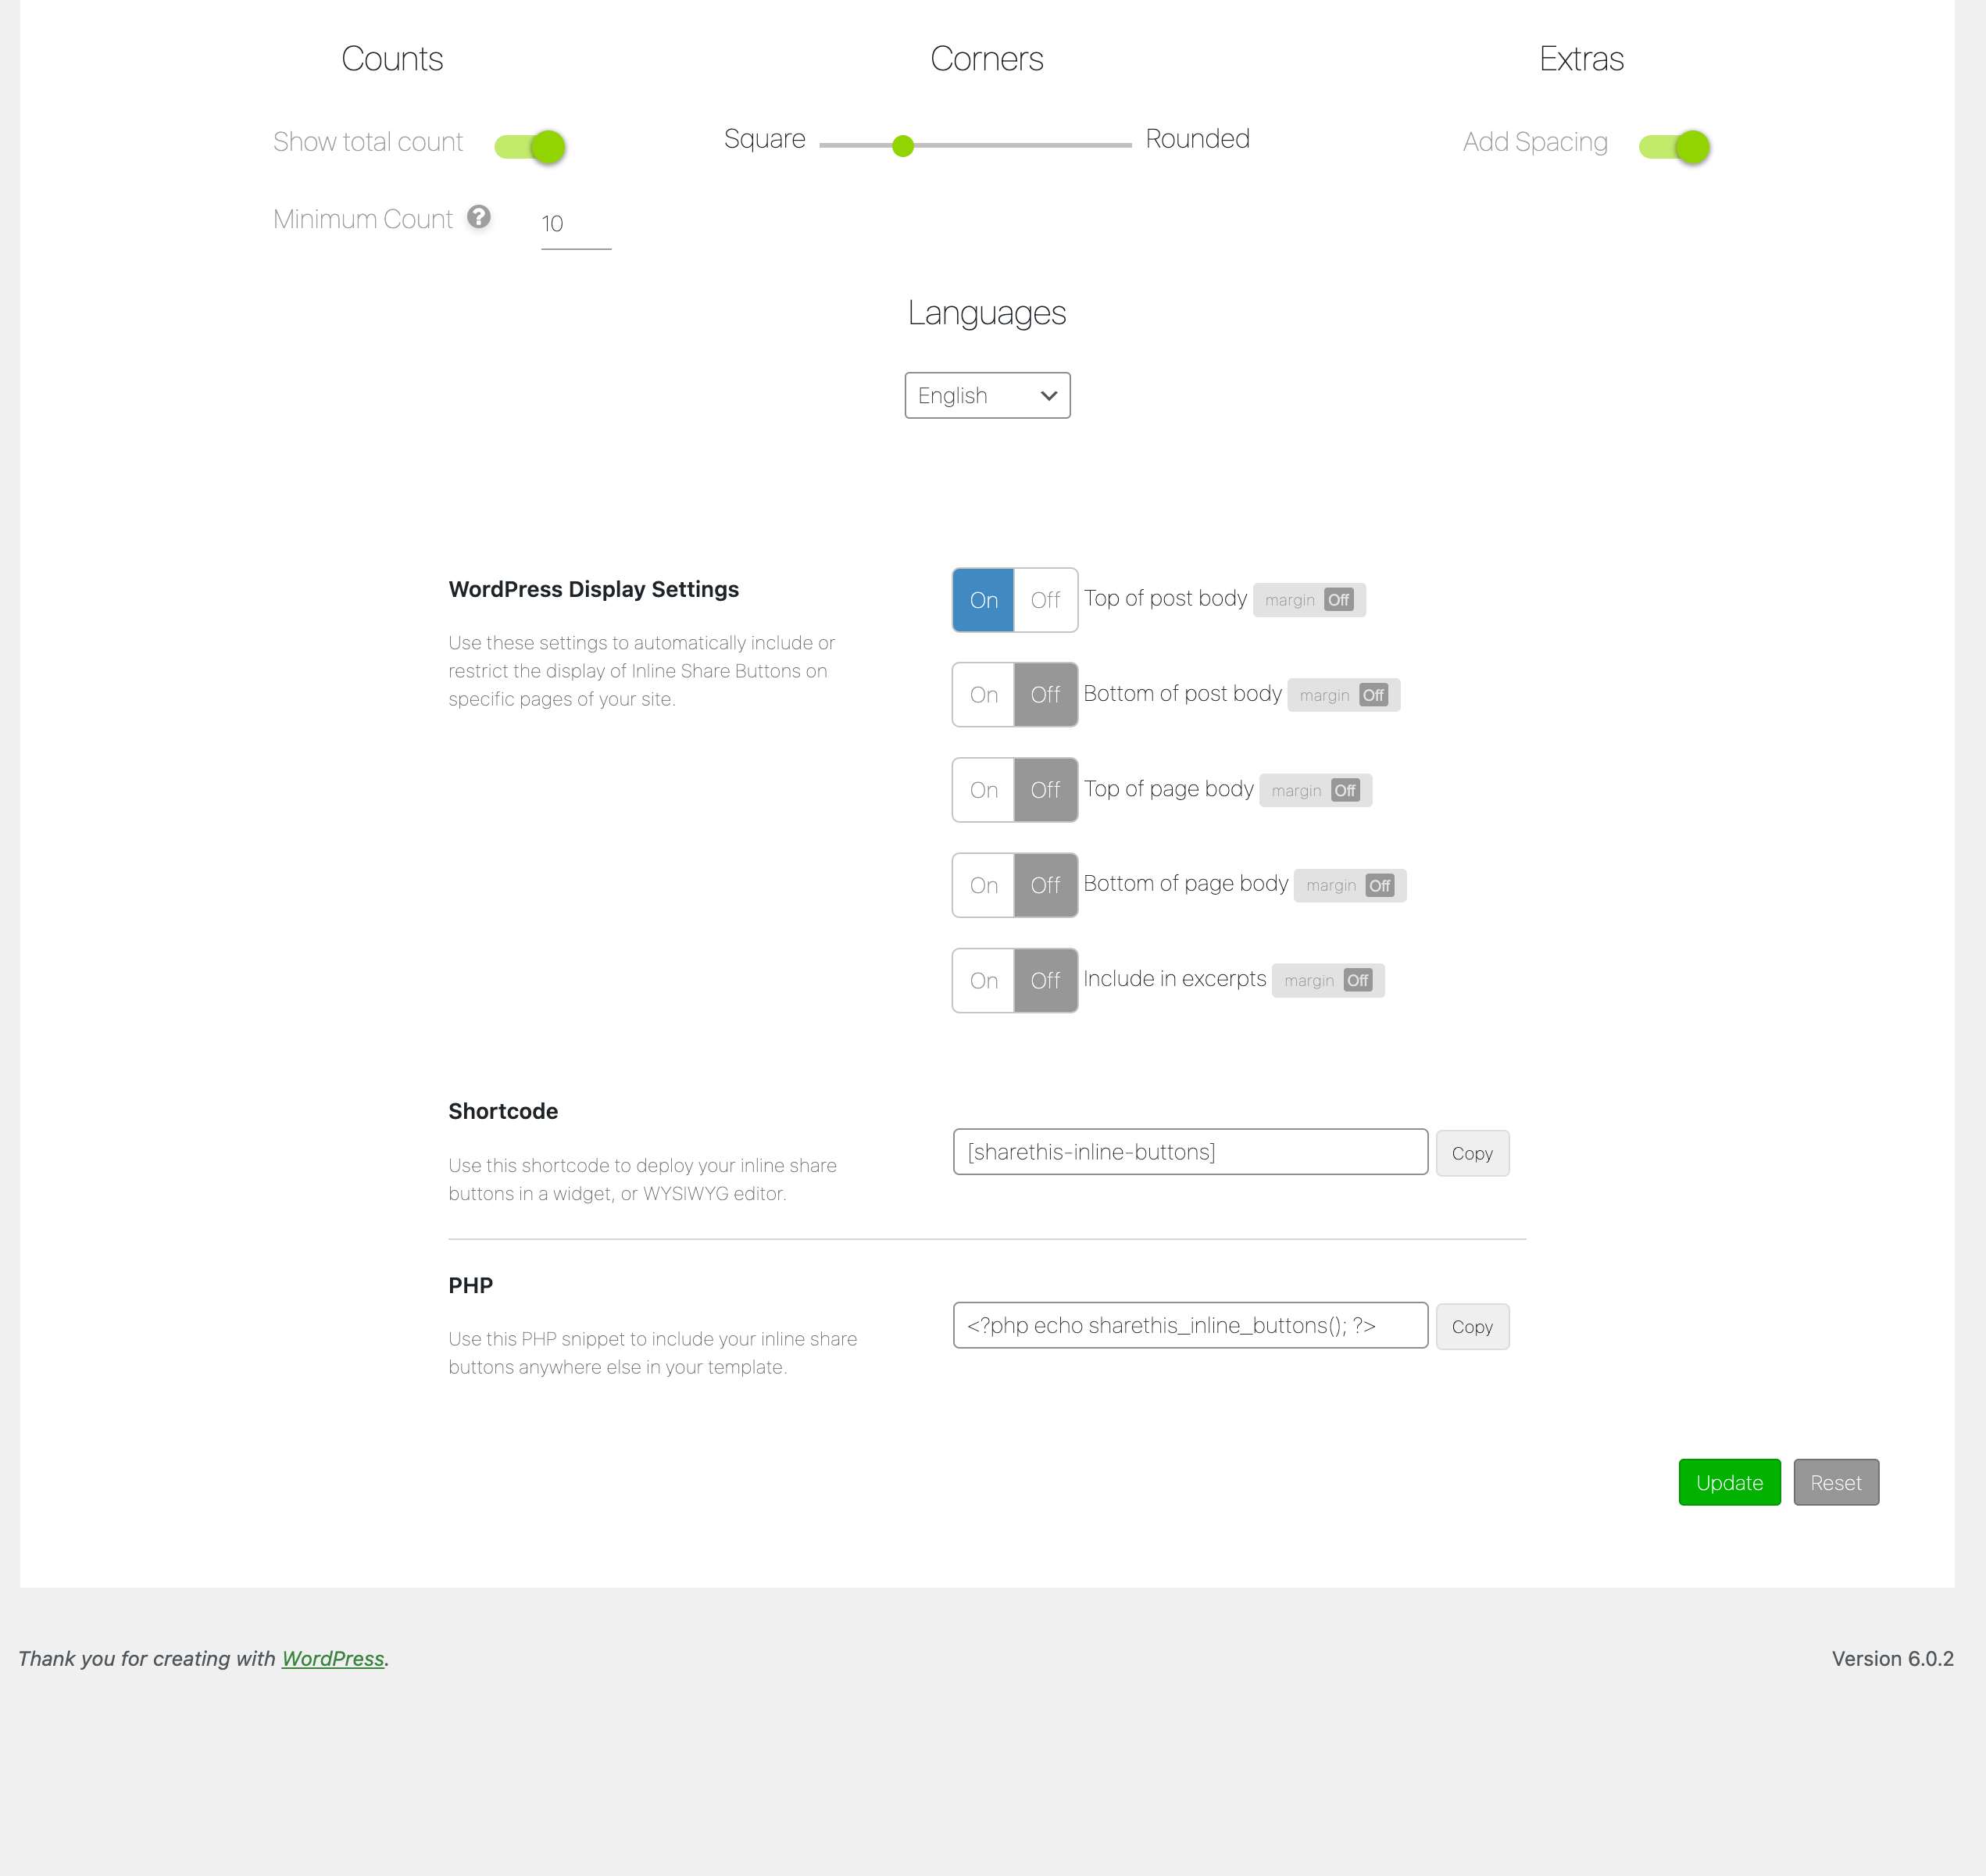 Counts
Corners
Extras
Show total count
Square
Rounded
Add Spacing
Minimum Count ?
10
Languages
English
WordPress Display Settings
Use these settings to automatically include or
restrict the display of Inline Share Buttons on
specific pages of your site.
On Off Top of post body margin Off
On Off Bottom of post body margin Off
On Off Top of page body margin Off
On Off Bottom of page body margin Off
On Off Include in excerpts margin Off
Shortcode
Use this shortcode to deploy your inline share
buttons in a widget, or WYSIWYG editor.
[sharethis-inline-buttons]
Copy
PHP
Use this PHP snippet to include your inline share
buttons anywhere else in your template.
<?php echo sharethis_inline_buttons(); ?>
Copy
Update
Reset
Thank you for creating with WordPress.
Version 6.0.2